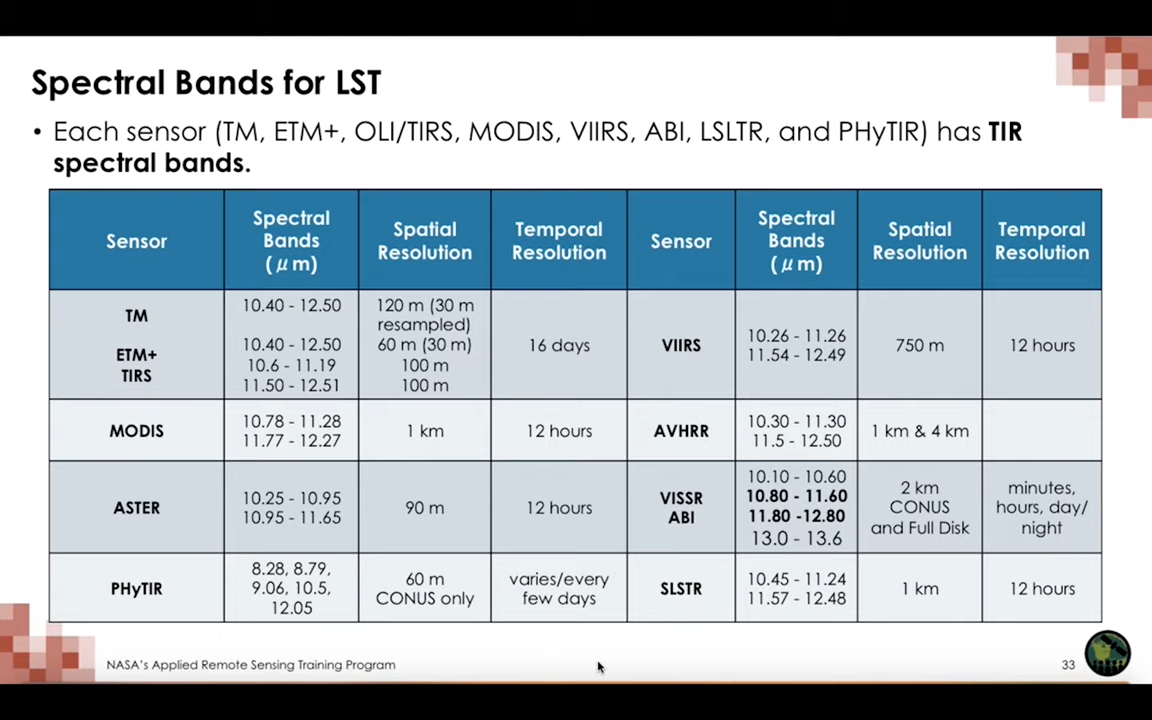 Spectral Bands for LST
• Each sensor (TM, ETM+, OLI/TIRS, MODIS, VIIRS, ABI, LSLTR, and PHyTIR) has TIR
spectral bands.
Sensor
Spectral
Bands
(μm)
Spatial
Resolution
Temporal
Resolution
Sensor
Spectral
Bands
(μm)
Spatial
Resolution
Temporal
Resolution
TM
ETM+
TIRS
10.40 - 12.50
10.40 - 12.50
10.6 - 11.19
11.50 - 12.51
120 m (30 m
resampled)
60 m (30 m)
100 m
100 m
16 days
VIIRS
10.26 - 11.26
11.54 - 12.49
750 m
12 hours
MODIS
10.78 - 11.28
11.77 - 12.27
1 km
12 hours
AVHRR
10.30 - 11.30
11.5 - 12.50
1 km & 4 km
ASTER
10.25 - 10.95
10.95 - 11.65
90 m
12 hours
VISSR
ABI
10.10 - 10.60
10.80 - 11.60
11.80 -12.80
13.0 - 13.6
2 km
CONUS
and Full Disk
minutes,
hours, day/
night
PHyTIR
8.28, 8.79,
9.06, 10.5,
12.05
60 m
CONUS only
varies/every
few days
SLSTR
10.45 - 11.24
11.57 - 12.48
1 km
12 hours
NASA's Applied Remote Sensing Training Program
33